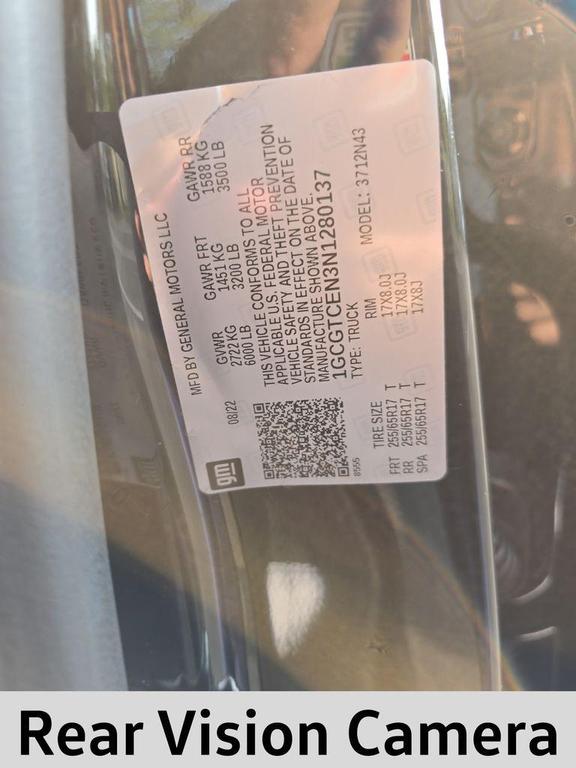 gm
MFD BY GENERAL MOTORS LLC
08/22
GVWR GAWR FRT GAWR RR
2722 KG 1451 KG 1588 KG
6000 LB 3200 LB 3500 LB
THIS VEHICLE CONFORMS TO ALL
APPLICABLE U.S. FEDERAL MOTOR
VEHICLE SAFETY AND THEFT PREVENTION
STANDARDS IN EFFECT ON THE DATE OF
MANUFACTURE SHOWN ABOVE.
1GCGTCEN3N1280137
8555
TYPE: TRUCK MODEL: 3712N43
TIRE SIZE RIM
FRT 255/65R17 T 17X8.0J
RR 255/65R17 T 17X8.0J
SPA 255/65R17 T 17X8J
Rear Vision Camera